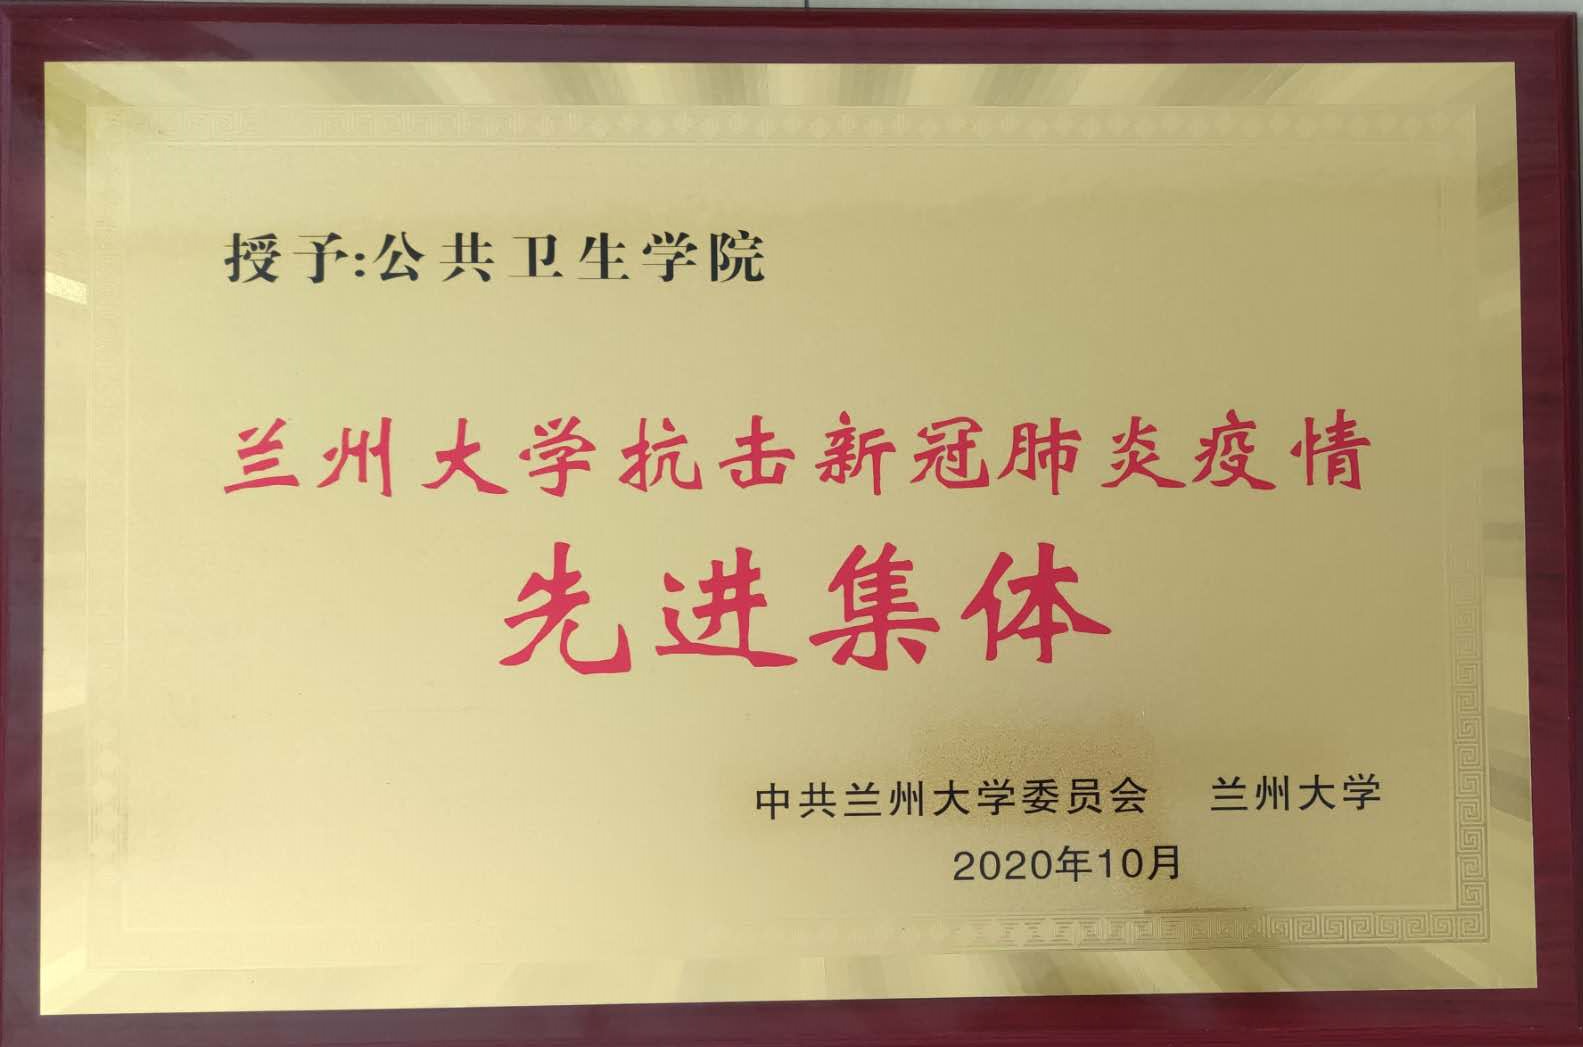 授予:公共卫生学院
兰州大学抗击新冠肺炎疫情
先进集体
中共兰州大学委员会 兰州大学
2020年10月